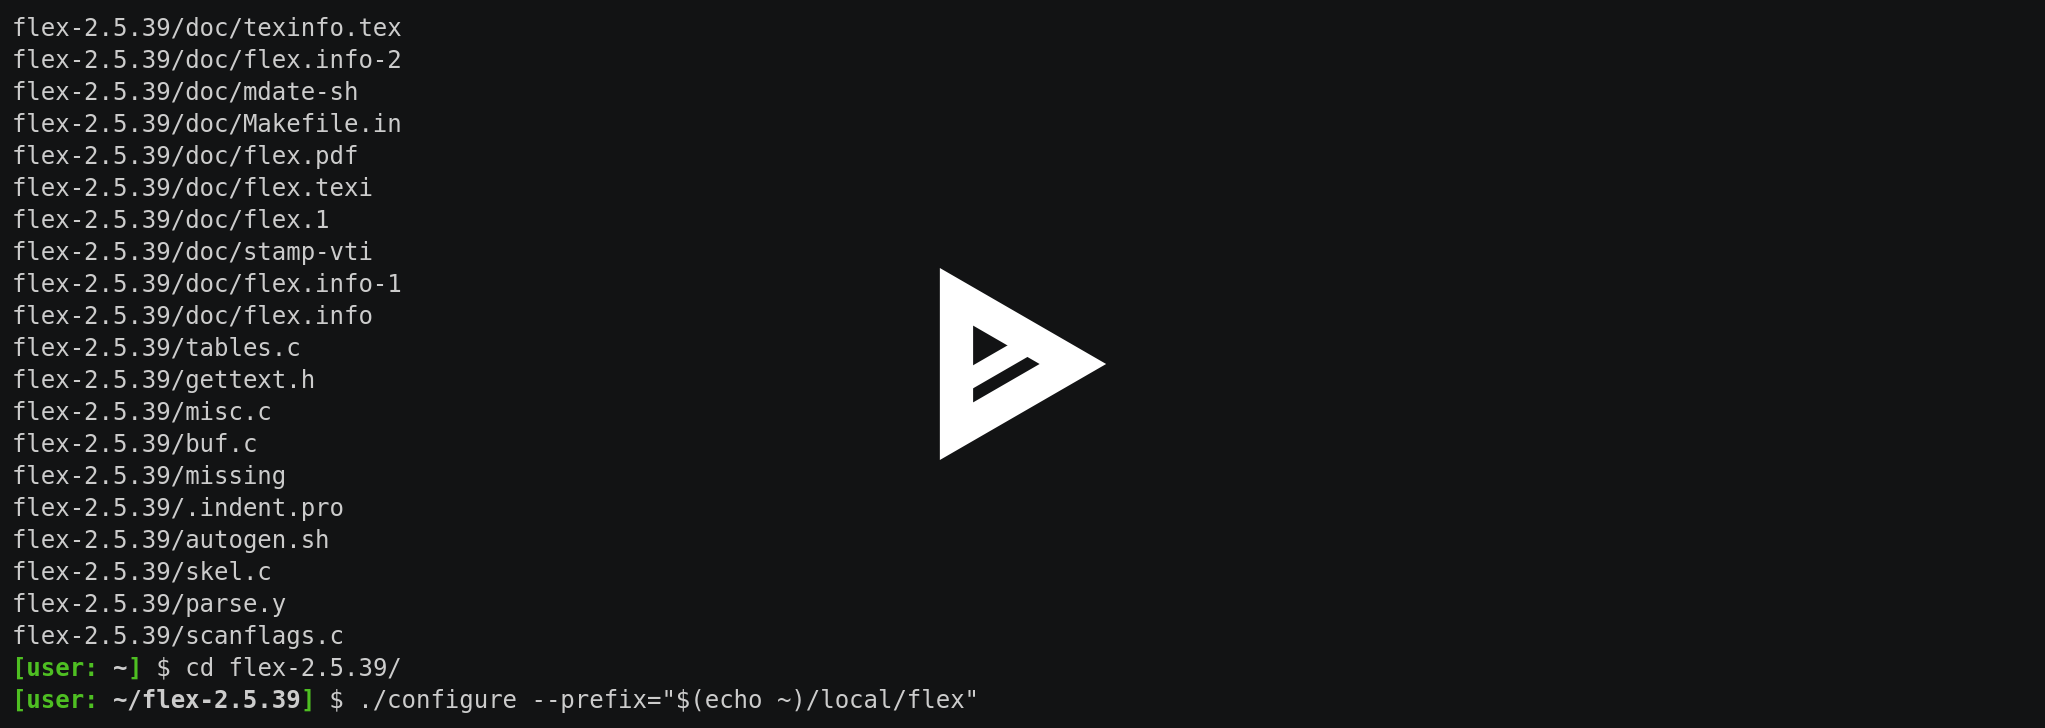 flex-2.5.39/doc/texinfo.tex
flex-2.5.39/doc/flex.info-2
flex-2.5.39/doc/mdate-sh
flex-2.5.39/doc/Makefile.in
flex-2.5.39/doc/flex.pdf
flex-2.5.39/doc/flex.texi
flex-2.5.39/doc/flex.1
flex-2.5.39/doc/stamp-vti
flex-2.5.39/doc/flex.info-1
flex-2.5.39/doc/flex.info
flex-2.5.39/tables.c
flex-2.5.39/gettext.h
flex-2.5.39/misc.c
flex-2.5.39/buf.c
flex-2.5.39/missing
flex-2.5.39/.indent.pro
flex-2.5.39/autogen.sh
flex-2.5.39/skel.c
flex-2.5.39/parse.y
flex-2.5.39/scanflags.c
[user: ~] $ cd flex-2.5.39/
[user: ~/flex-2.5.39] $ ./configure --prefix="$(echo ~)/local/flex"